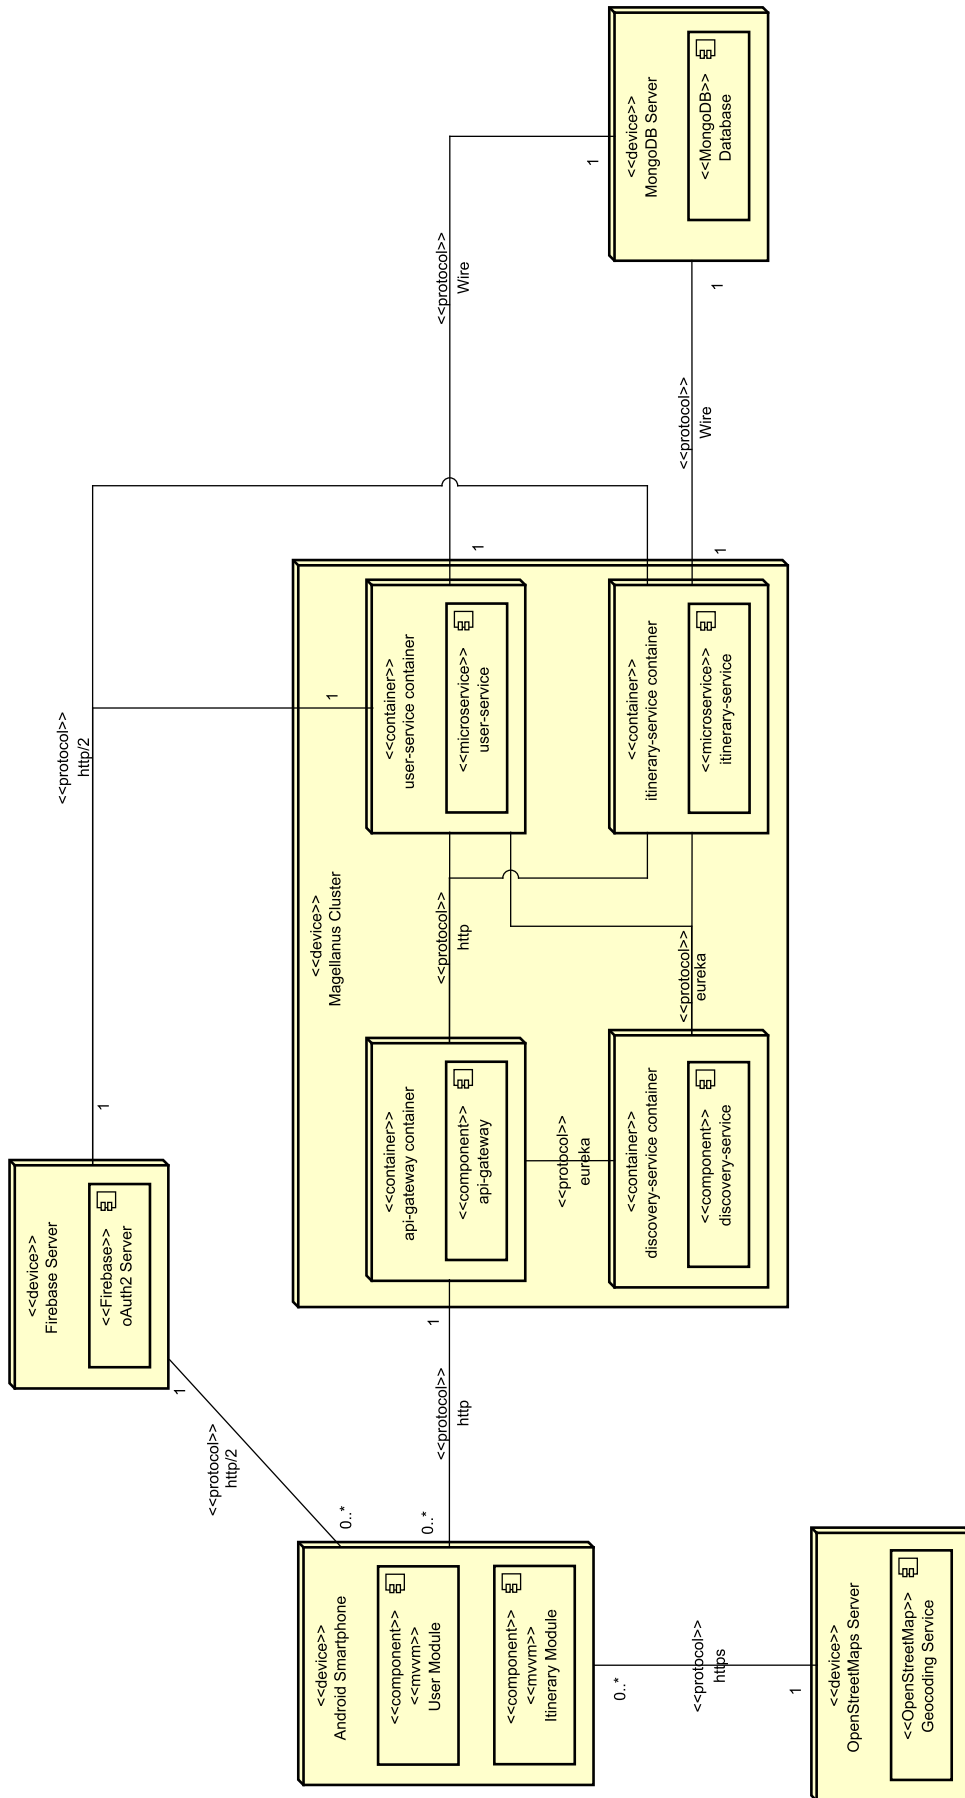 <<device>>
Firebase Server
<<Firebase>>
oAuth2 Server
1
1
<<protocol>>
http/2
<<protocol>>
http/2
0..*
<<device>>
Android Smartphone
<<component>>
<<mvvm>>
User Module
<<component>>
<<mvvm>>
Itinerary Module
0..*
<<protocol>>
http
1
0..*
<<protocol>>
https
1
<<device>>
OpenStreetMaps Server
<<OpenStreetMap>>
Geocoding Service
<<device>>
Magellanus Cluster
<<container>>
api-gateway container
<<component>>
api-gateway
<<protocol>>
eureka
<<container>>
discovery-service container
<<component>>
discovery-service
<<protocol>>
http
<<protocol>>
eureka
1
<<container>>
user-service container
<<microservice>>
user-service
<<container>>
itinerary-service container
<<microservice>>
itinerary-service
1
<<protocol>>
Wire
1
1
<<protocol>>
Wire
1
<<device>>
MongoDB Server
<<MongoDB>>
Database